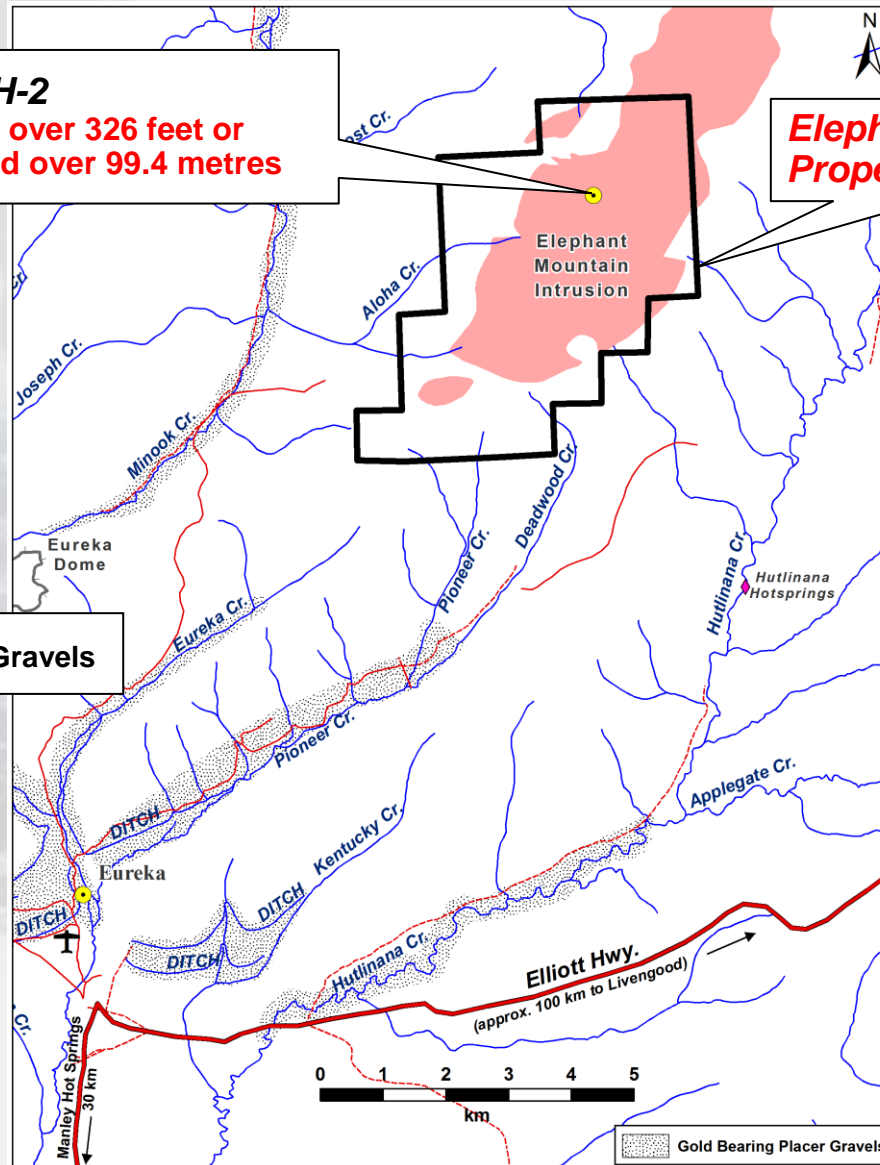 N
H-2
over 326 feet or
d over 99.4 metres
ost Cr.
Eleph
Prope
Elephant
Mountain
Intrusion
Cr.
Aloha Cr.
Joseph Cr.
Minook Cr.
Eureka
Dome
Deadwood Cr.
Pioneer Cr.
Hutlinana Cr.
Hutlinana
Hotsprings
Eureka Cr.
Gravels
Pioneer Cr.
Applegate Cr.
DITCH
Kentucky Cr.
Eureka
DITCH
DITCH
DITCH
Hutlinana Cr.
Elliott Hwy.
(approx. 100 km to Livengood)
Cr.
Manley Hot Springs
30 km
0 1 2 3 4 5
km
Gold Bearing Placer Gravels